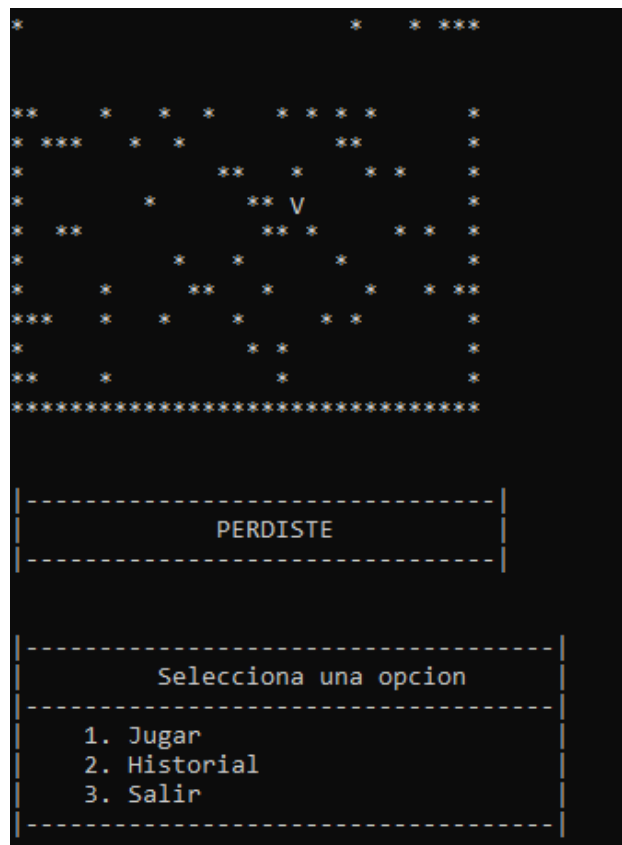 *                      *   * ***
**    *   *  *    * * * *      *
* ***   *  *          **       *
*             **   *    * *    *
*        *      ** V           *
*  **            ** *     * *  *
*          *   *      *        *
*     *     **   *      *   * **
***   *   *    *     * *       *
*               * *            *
**    *           *            *
********************************
|--------------------------------|
|             PERDISTE           |
|--------------------------------|
|------------------------------------|
|         Selecciona una opcion      |
|------------------------------------|
|    1. Jugar                        |
|    2. Historial                    |
|    3. Salir                        |
|------------------------------------|